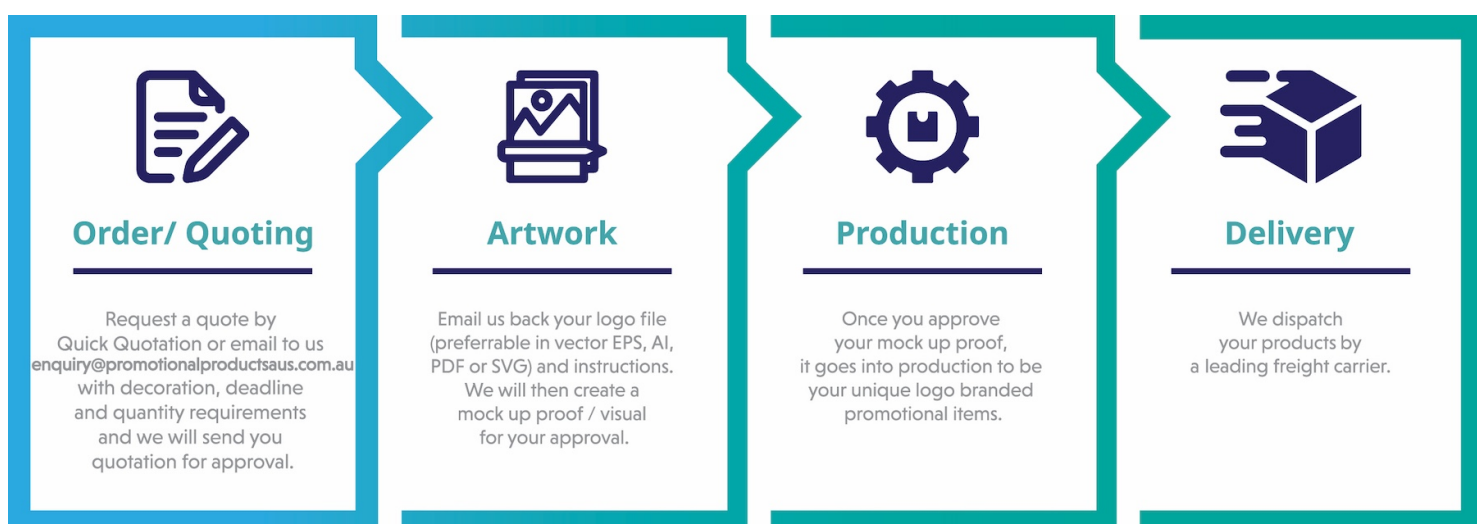 Order/ Quoting
Request a quote by
Quick Quotation or email to us
enquiry@promotionalproductsaus.com.au
with decoration, deadline
and quantity requirements
and we will send you
quotation for approval.
Artwork
Email us back your logo file
(preferrable in vector EPS, AI,
PDF or SVG) and instructions.
We will then create a
mock up proof / visual
for your approval.
Production
Once you approve
your mock up proof,
it goes into production to be
your unique logo branded
promotional items.
Delivery
We dispatch
your products by
a leading freight carrier.